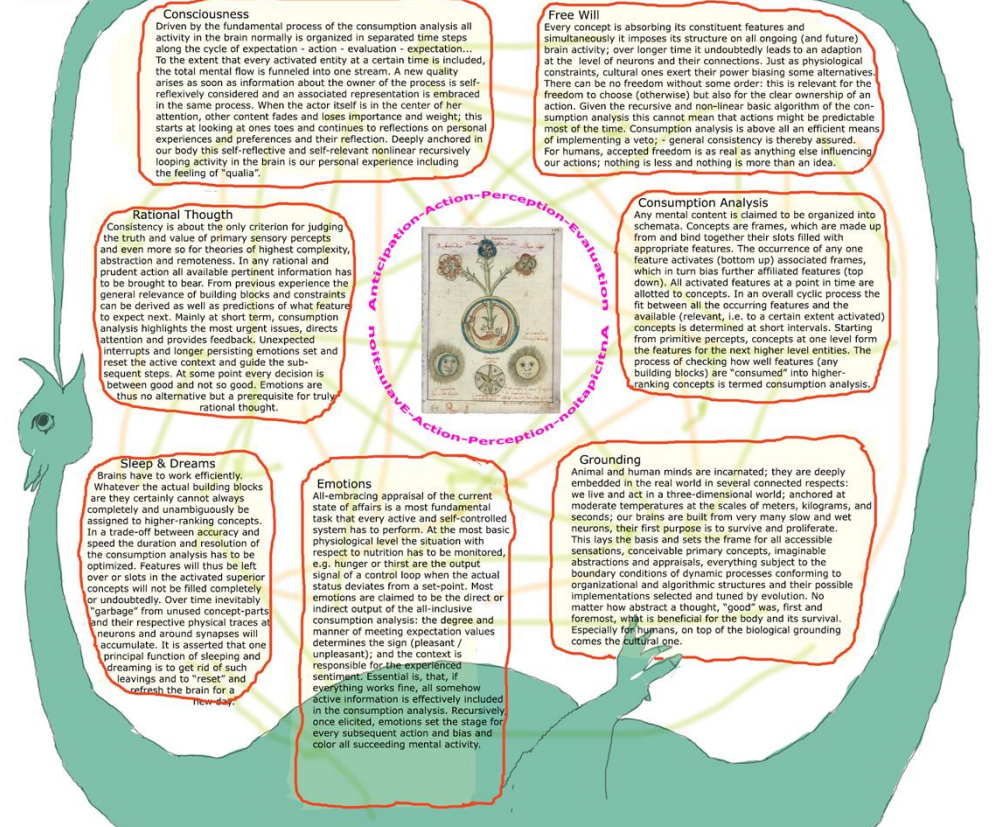 Consciousness
Driven by the fundamental process of the consumption analysis all
activity in the brain normally is organized in separated time steps
along the cycle of expectation - action - evaluation - expectation...
To the extent that every activated entity at a certain time is included,
the total mental flow is funneled into one stream. A new quality
arises as soon as information about the owner of the process is self-
reflexively considered and an associated representation is embraced
in the same process. When the actor itself is in the center of her
attention, other content fades and loses importance and weight; this
starts at looking at ones toes and continues to reflections on personal
experiences and preferences and their reflection. Deeply anchored in
our body this self-reflective and self-relevant nonlinear recursively
looping activity in the brain is our personal experience including
the feeling of "qualia".
Free Will
Every concept is absorbing its constituent features and
simultaneously it imposes its structure on all ongoing (and future)
brain activity; over longer time it undoubtedly leads to an adaption
at the level of neurons and their connections. Just as physiological
constraints, cultural ones exert their power biasing some alternatives.
There can be no freedom without some order: this is relevant for the
freedom to choose (otherwise) but also for the clear ownership of an
action. Given the recursive and non-linear basic algorithm of the con-
sumption analysis this cannot mean that actions might be predictable
most of the time. Consumption analysis is above all an efficient means
of implementing a veto; - general consistency is thereby assured.
For humans, accepted freedom is as real as anything else influencing
our actions; nothing is less and nothing is more than an idea.
Rational Thougth
Consistency is about the only criterion for judging
the truth and value of primary sensory percepts
and even more so for theories of highest complexity,
abstraction and remoteness. In any rational and
prudent action all available pertinent information has
to be brought to bear. From previous experience the
general relevance of building blocks and constraints
can be derived as well as predictions of what feature
to expect next. Mainly at short term, consumption
analysis highlights the most urgent issues, directs
attention and provides feedback. Unexpected
interrupts and longer persisting emotions set and
reset the active context and guide the sub-
sequent steps. At some point every decision is
between good and not so good. Emotions are
thus no alternative but a prerequisite for truly
rational thought.
Anticipation-Action-Perception-Evaluation
Anticipation-Perception-Action-Evaluation
Consumption Analysis
Any mental content is claimed to be organized into
schemata. Concepts are frames, which are made up
from and bind together their slots filled with
appropriate features. The occurrence of any one
feature activates (bottom up) associated frames,
which in turn bias further affiliated features (top
down). All activated features at a point in time are
allotted to concepts. In an overall cyclic process the
fit between all the occurring features and the
available (relevant, i.e. to a certain extent activated)
concepts is determined at short intervals. Starting
from primitive percepts, concepts at one level form
the features for the next higher level entities. The
process of checking how well features (any
building blocks) are "consumed" into higher-
ranking concepts is termed consumption analysis.
Sleep & Dreams
Brains have to work efficiently.
Whatever the actual building blocks
are they certainly cannot always
completely and unambiguously be
assigned to higher-ranking concepts.
In a trade-off between accuracy and
speed the duration and resolution of
the consumption analysis has to be
optimized. Features will thus be left
over or slots in the activated superior
concepts will not be filled completely
or undoubtedly. Over time inevitably
"garbage" from unused concept-parts
and their respective physical traces at
neurons and around synapses will
accumulate. It is asserted that one
principal function of sleeping and
dreaming is to get rid of such
leavings and to "reset" and
refresh the brain for a
new day.
Emotions
All-embracing appraisal of the current
state of affairs is a most fundamental
task that every active and self-controlled
system has to perform. At the most basic
physiological level the situation with
respect to nutrition has to be monitored,
e.g. hunger or thirst are the output
signal of a control loop when the actual
status deviates from a set-point. Most
emotions are claimed to be the direct or
indirect output of the all-inclusive
consumption analysis: the degree and
manner of meeting expectation values
determines the sign (pleasant /
unpleasant); and the context is
responsible for the experienced
sentiment. Essential is, that, if
everything works fine, all somehow
active information is effectively included
in the consumption analysis. Recursively,
once elicited, emotions set the stage for
every subsequent action and bias and
color all succeeding mental activity.
Grounding
Animal and human minds are incarnated; they are deeply
embedded in the real world in several connected respects:
we live and act in a three-dimensional world; anchored at
moderate temperatures at the scales of meters, kilograms, and
seconds; our brains are built from very many slow and wet
neurons, their first purpose is to survive and proliferate.
This lays the basis and sets the frame for all accessible
sensations, conceivable primary concepts, imaginable
abstractions and appraisals, everything subject to the
boundary conditions of dynamic processes conforming to
organizational and algorithmic structures and their possible
implementations selected and tuned by evolution. No
matter how abstract a thought, "good" was, first and
foremost, what is beneficial for the body and its survival.
Especially for humans, on top of the biological grounding
comes the cultural one.